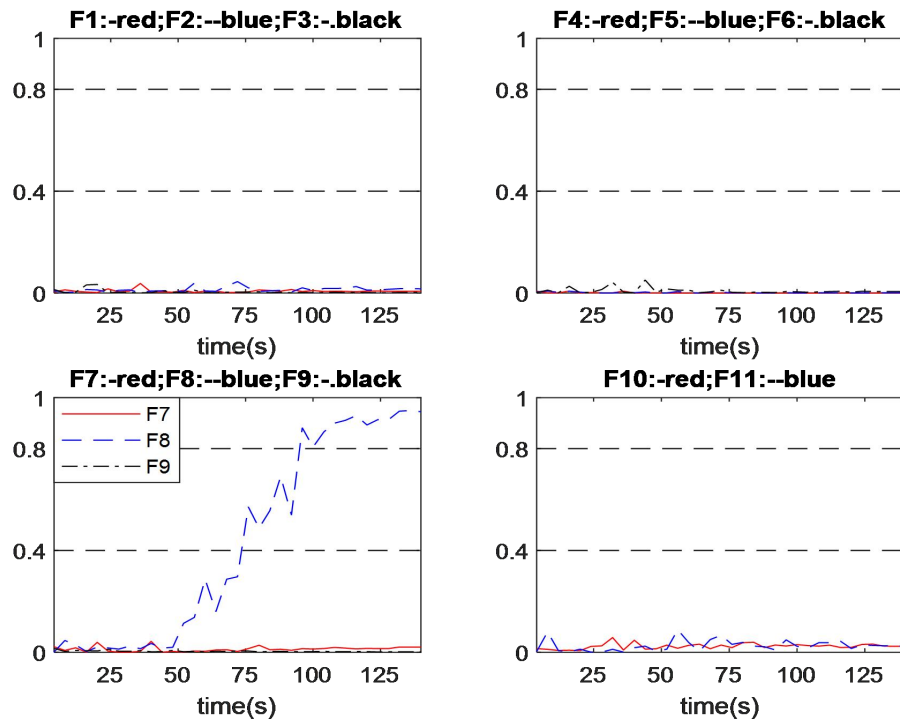 F1:-red;F2:--blue;F3:-.black
1
0.8
0.4
0
25 50 75 100 125
time(s)
F4:-red;F5:--blue;F6:-.black
1
0.8
0.4
0
25 50 75 100 125
time(s)
F7:-red;F8:--blue;F9:-.black
1
0.8
0.4
0
F7
F8
F9
25 50 75 100 125
time(s)
F10:-red;F11:--blue
1
0.8
0.4
0
25 50 75 100 125
time(s)